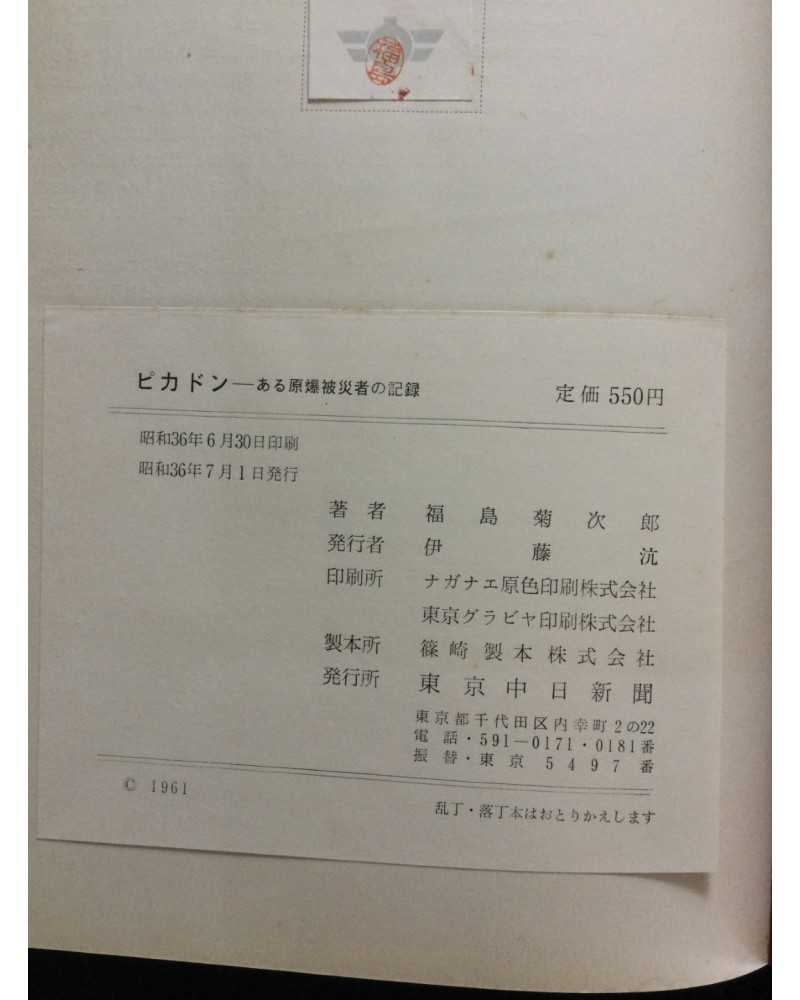 福島
ピカドン―ある原爆被災者の記録 定価 550円
昭和36年6月30日印刷
昭和36年7月1日発行
著者 福島菊次郎
発行者 伊藤沆
印刷所 ナガナエ原色印刷株式会社
東京グラビヤ印刷株式会社
製本所 篠崎製本株式会社
発行所 東京中日新聞
東京都千代田区内幸町2の22
電話・591―0171・0181番
振替・東京5497番
© 1961
乱丁・落丁本はおとりかえします